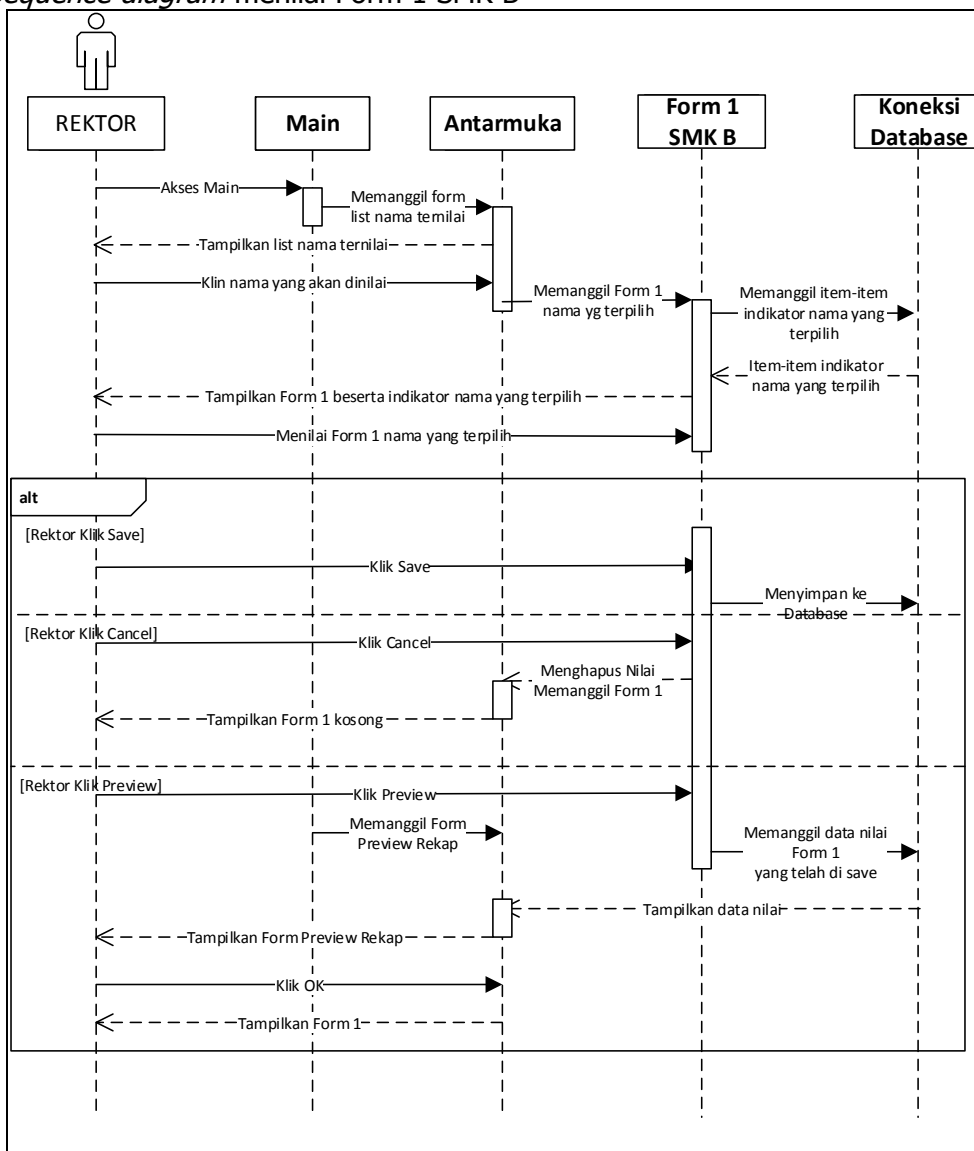 sequence diagram menilai Form 1 SMK B
REKTOR
Main
Antarmuka
Form 1
SMK B
Koneksi
Database
Akses Main
Memanggil form
list nama ternilai
Tampilkan list nama ternilai
Klin nama yang akan dinilai
Memanggil Form 1
nama yg terpilih
Memanggil item-item
indikator nama yang
terpilih
Item-item indikator
nama yang terpilih
Tampilkan Form 1 beserta indikator nama yang terpilih
Menilai Form 1 nama yang terpilih
alt
[Rektor Klik Save]
Klik Save
Menyimpan ke
Database
[Rektor Klik Cancel]
Klik Cancel
Menghapus Nilai
Memanggil Form 1
Tampilkan Form 1 kosong
[Rektor Klik Preview]
Klik Preview
Memanggil Form
Preview Rekap
Memanggil data nilai
Form 1
yang telah di save
Tampilkan data nilai
Tampilkan Form Preview Rekap
Klik OK
Tampilkan Form 1